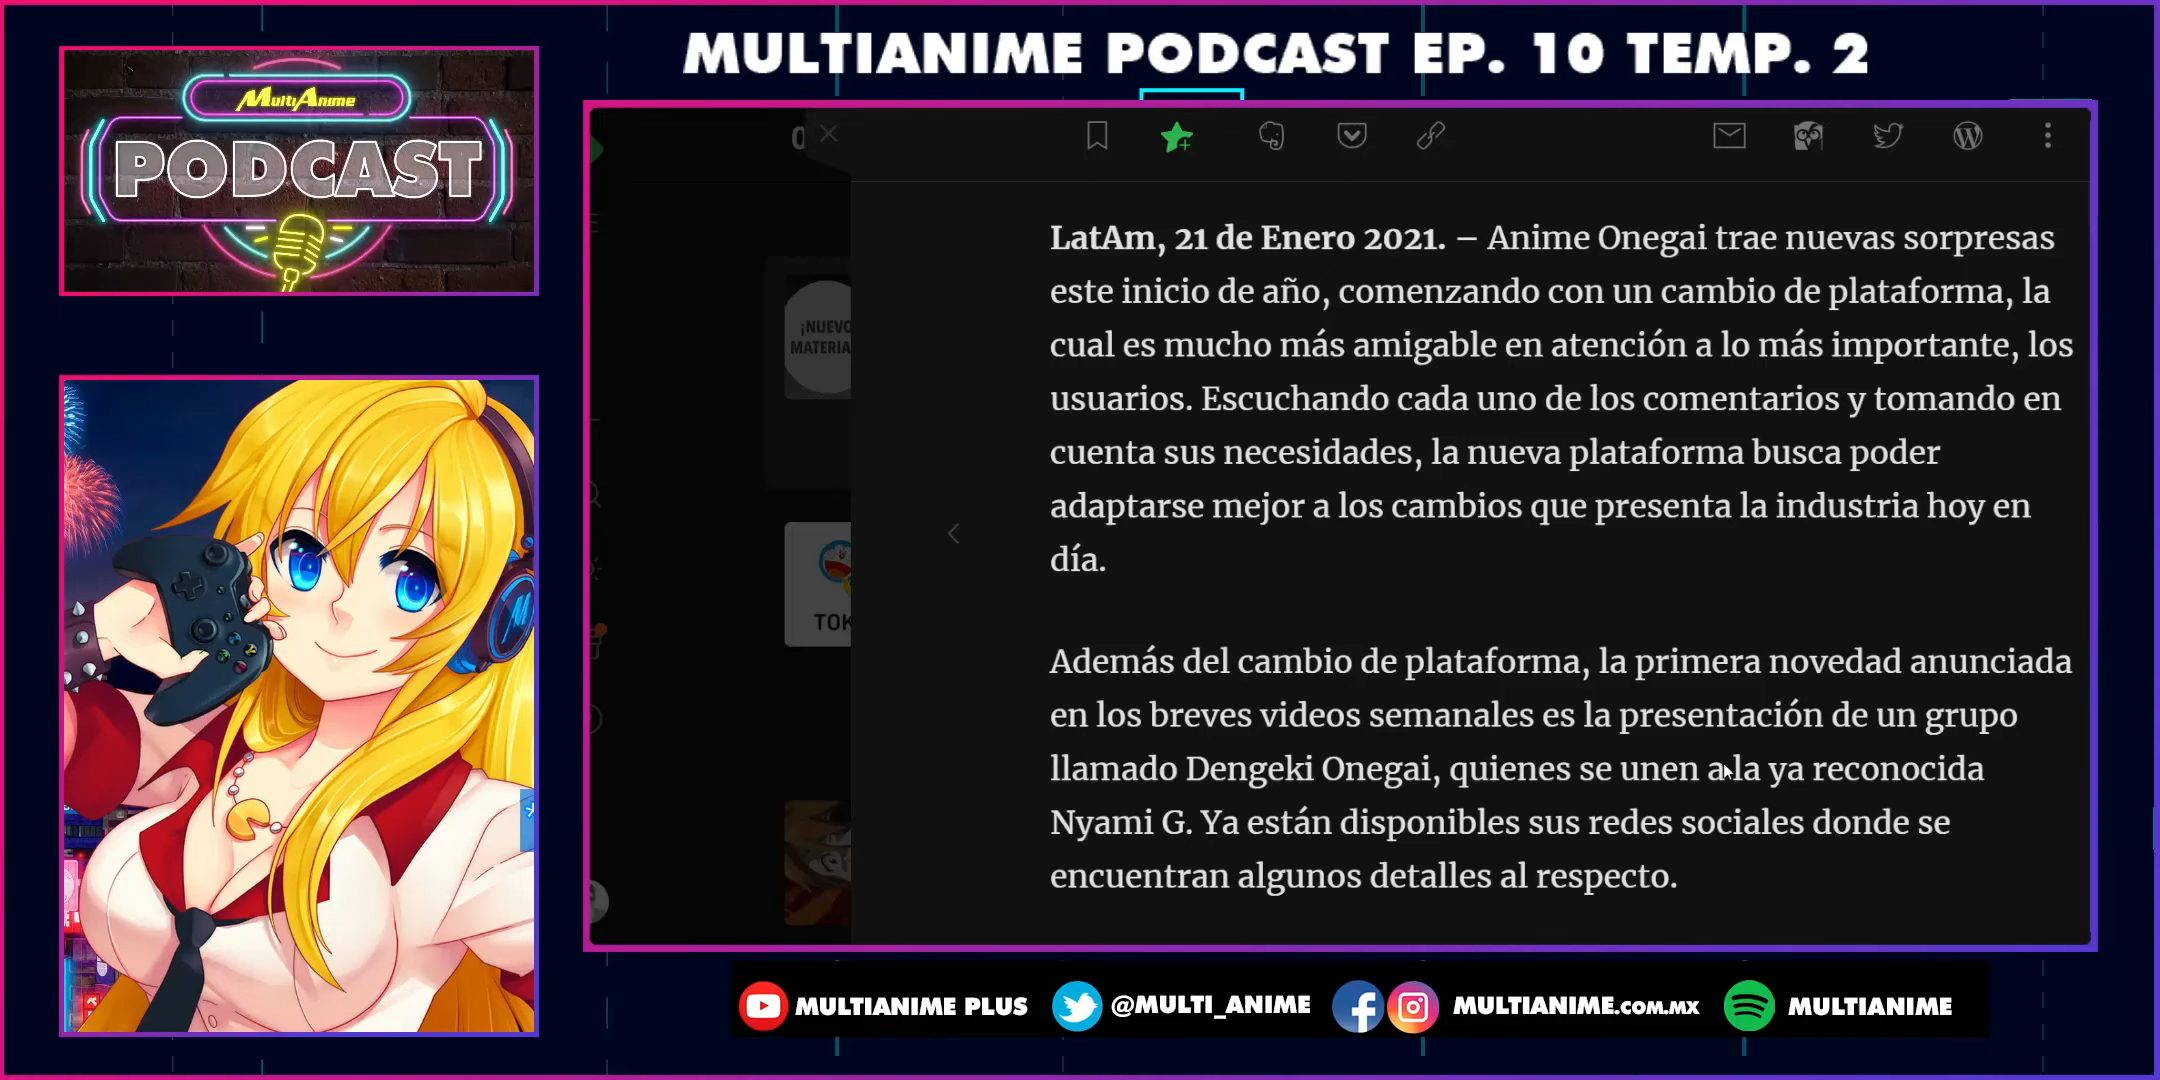 MULTIANIME PODCAST EP. 10 TEMP. 2
MultiAnime
PODCAST
¡NUEVO
MATERIA
TOK
LatAm, 21 de Enero 2021. – Anime Onegai trae nuevas sorpresas
este inicio de año, comenzando con un cambio de plataforma, la
cual es mucho más amigable en atención a lo más importante, los
usuarios. Escuchando cada uno de los comentarios y tomando en
cuenta sus necesidades, la nueva plataforma busca poder
adaptarse mejor a los cambios que presenta la industria hoy en
día.
Además del cambio de plataforma, la primera novedad anunciada
en los breves videos semanales es la presentación de un grupo
llamado Dengeki Onegai, quienes se unen a la ya reconocida
Nyami G. Ya están disponibles sus redes sociales donde se
encuentran algunos detalles al respecto.
MULTIANIME PLUS @MULTI_ANIME MULTIANIME.COM.MX MULTIANIME